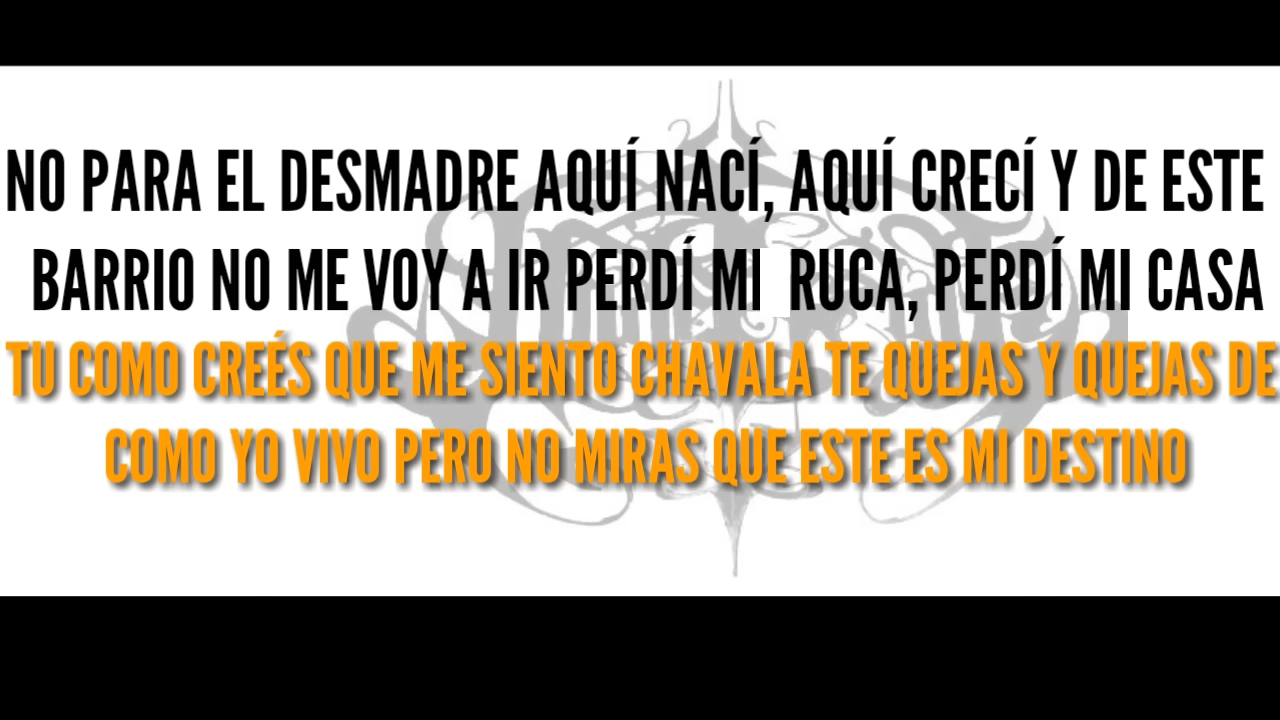 NO PARA EL DESMADRE AQUÍ NACÍ, AQUÍ CRECÍ Y DE ESTE
BARRIO NO ME VOY A IR PERDÍ MI RUCA, PERDÍ MI CASA
TU COMO CREÉS QUE ME SIENTO CHAVALA TE QUEJAS Y QUEJAS DE
COMO YO VIVO PERO NO MIRAS QUE ESTE ES MI DESTINO